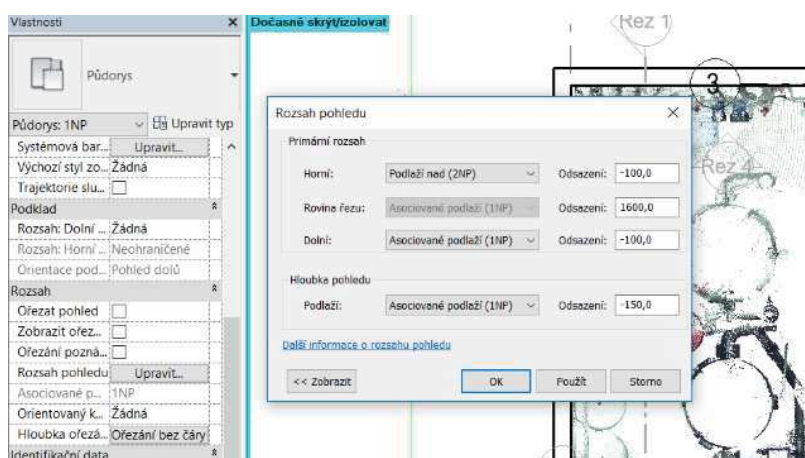 Vlastnosti
Půdorys
Půdorys: 1NP Upravit typ
Systémová bar... Upravit...
Výchozí styl zo... Žádná
Trajektorie slu...
Podklad
Rozsah: Dolní ... Žádná
Rozsah: Horní ... Neohraničené
Orientace pod... Pohled dolů
Rozsah
Ořezat pohled
Zobrazit ořez...
Ořezání pozná...
Rozsah pohledu Upravit...
Asociované p... 1NP
Orientovaný k... Žádná
Hloubka ořezá... Ořezání bez čáry
Identifikační data
Dočasně skrýt/izolovat
Řez 1
3
Řez 4
Rozsah pohledu
Primární rozsah
Horní: Podlaží nad (2NP) Odsazení: -100,0
Rovina řezu: Asociované podlaží (1NP) Odsazení: 1600,0
Dolní: Asociované podlaží (1NP) Odsazení: -100,0
Hloubka pohledu
Podlaží: Asociované podlaží (1NP) Odsazení: -150,0
Další informace o rozsahu pohledu
<< Zobrazit OK Použít Storno